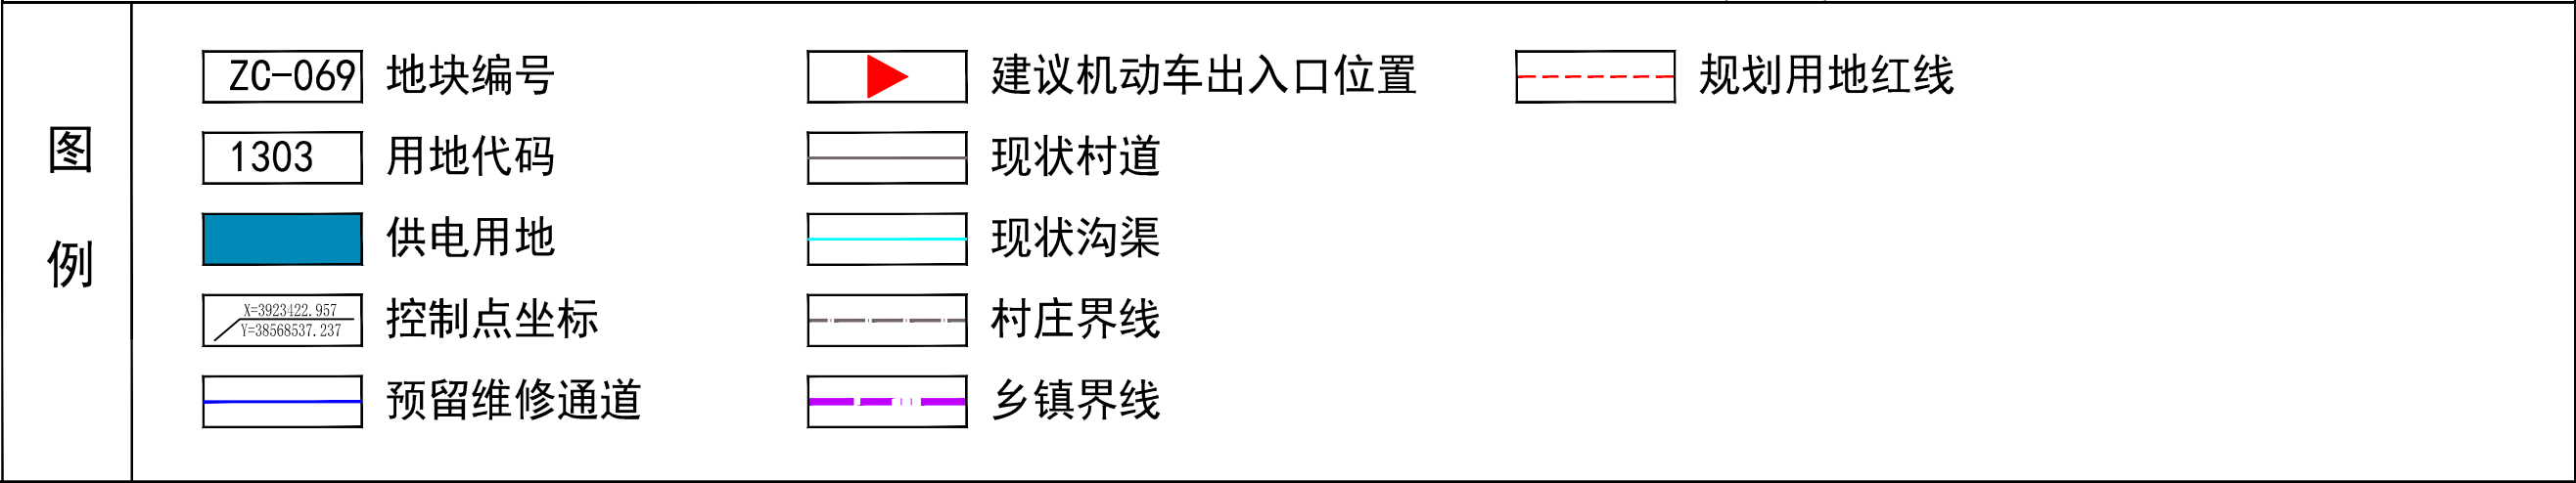 图例
ZC-069 地块编号
1303 用地代码
供电用地
X=3923422.957
Y=38568537.237
控制点坐标
预留维修通道
建议机动车出入口位置
现状村道
现状沟渠
村庄界线
乡镇界线
规划用地红线